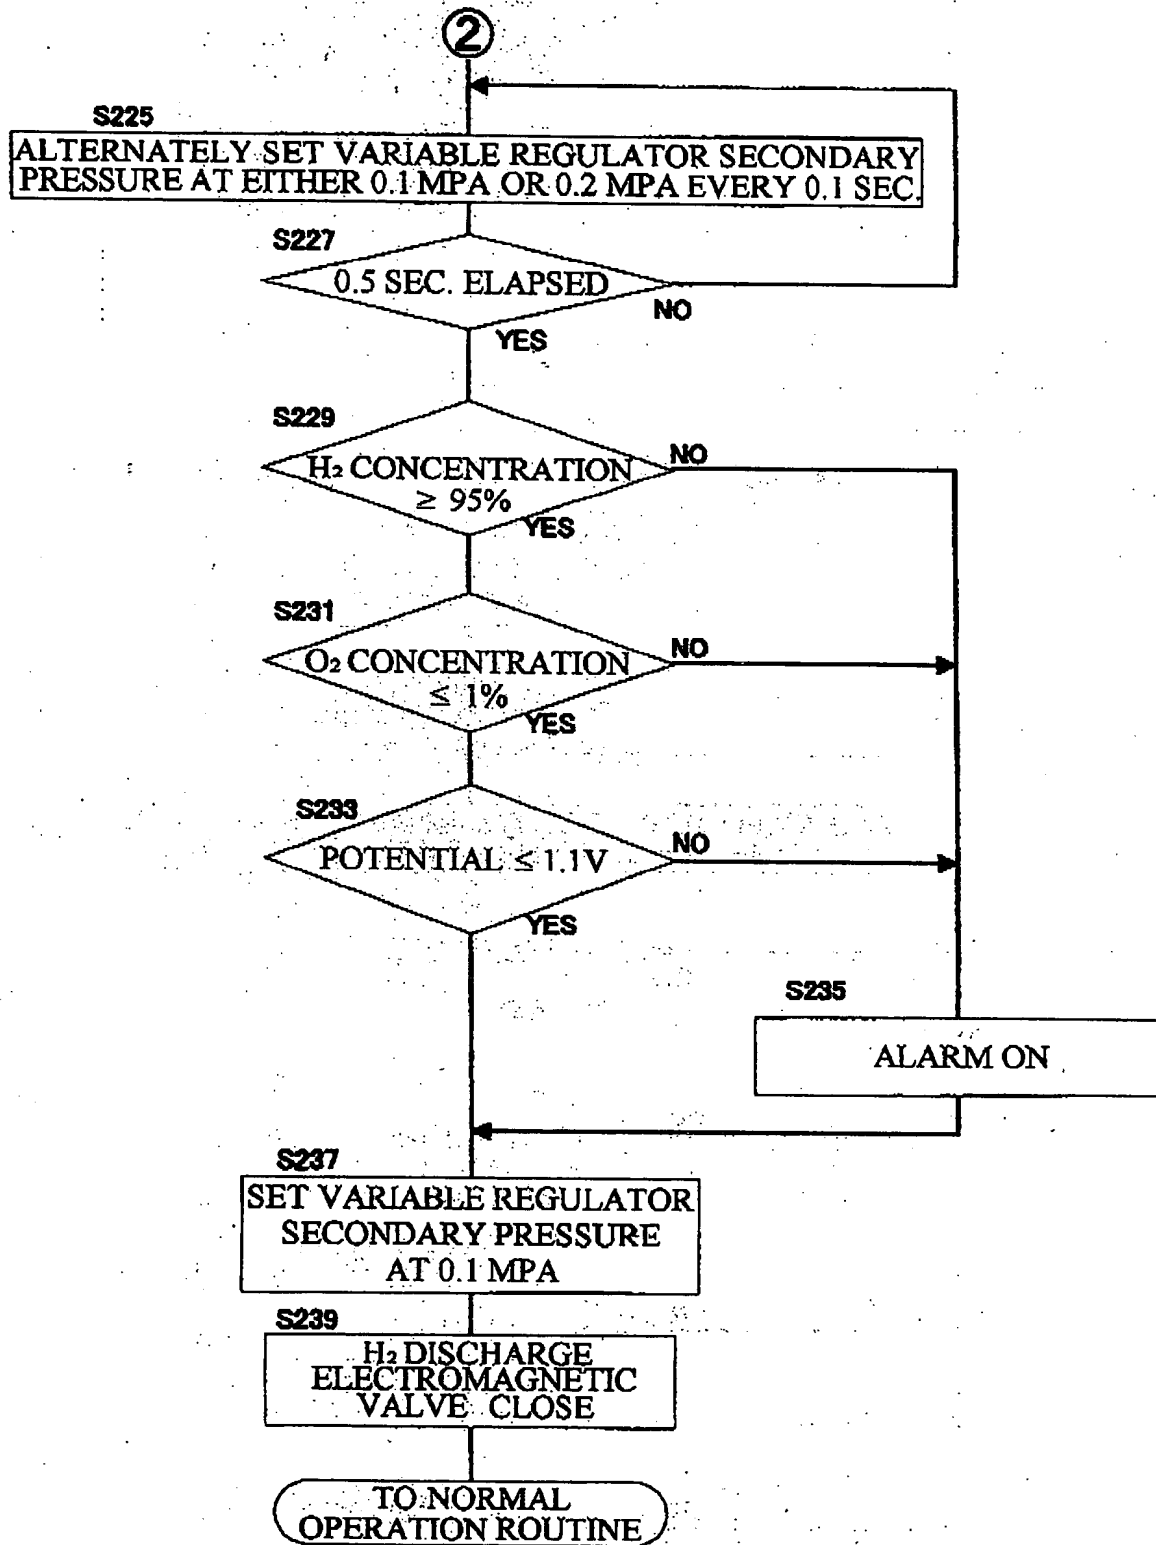 2
S225
ALTERNATELY SET VARIABLE REGULATOR SECONDARY
PRESSURE AT EITHER 0.1 MPA OR 0.2 MPA EVERY 0.1 SEC.
S227
0.5 SEC. ELAPSED
NO
YES
S229
NO
H₂ CONCENTRATION
≥ 95%
YES
S231
NO
O₂ CONCENTRATION
≤ 1%
YES
S233
NO
POTENTIAL ≤ 1.1V
YES
S235
ALARM ON
S237
SET VARIABLE REGULATOR
SECONDARY PRESSURE
AT 0.1 MPA
S239
H₂ DISCHARGE
ELECTROMAGNETIC
VALVE CLOSE
TO NORMAL
OPERATION ROUTINE